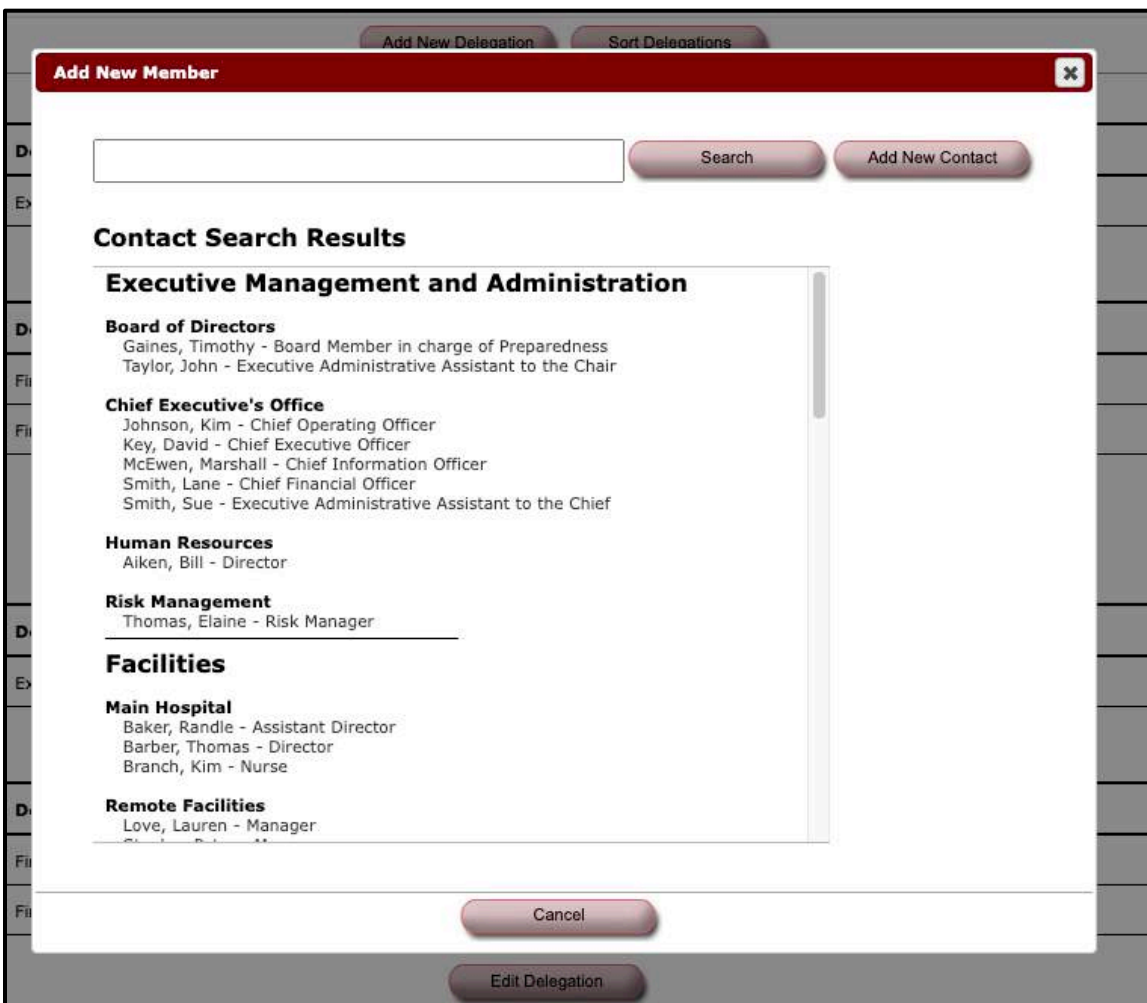 Add New Delegation Sort Delegations
Add New Member
Search Add New Contact
Contact Search Results
Executive Management and Administration
Board of Directors
Gaines, Timothy - Board Member in charge of Preparedness
Taylor, John - Executive Administrative Assistant to the Chair
Chief Executive's Office
Johnson, Kim - Chief Operating Officer
Key, David - Chief Executive Officer
McEwen, Marshall - Chief Information Officer
Smith, Lane - Chief Financial Officer
Smith, Sue - Executive Administrative Assistant to the Chief
Human Resources
Aiken, Bill - Director
Risk Management
Thomas, Elaine - Risk Manager
Facilities
Main Hospital
Baker, Randle - Assistant Director
Barber, Thomas - Director
Branch, Kim - Nurse
Remote Facilities
Love, Lauren - Manager
Cancel
Edit Delegation